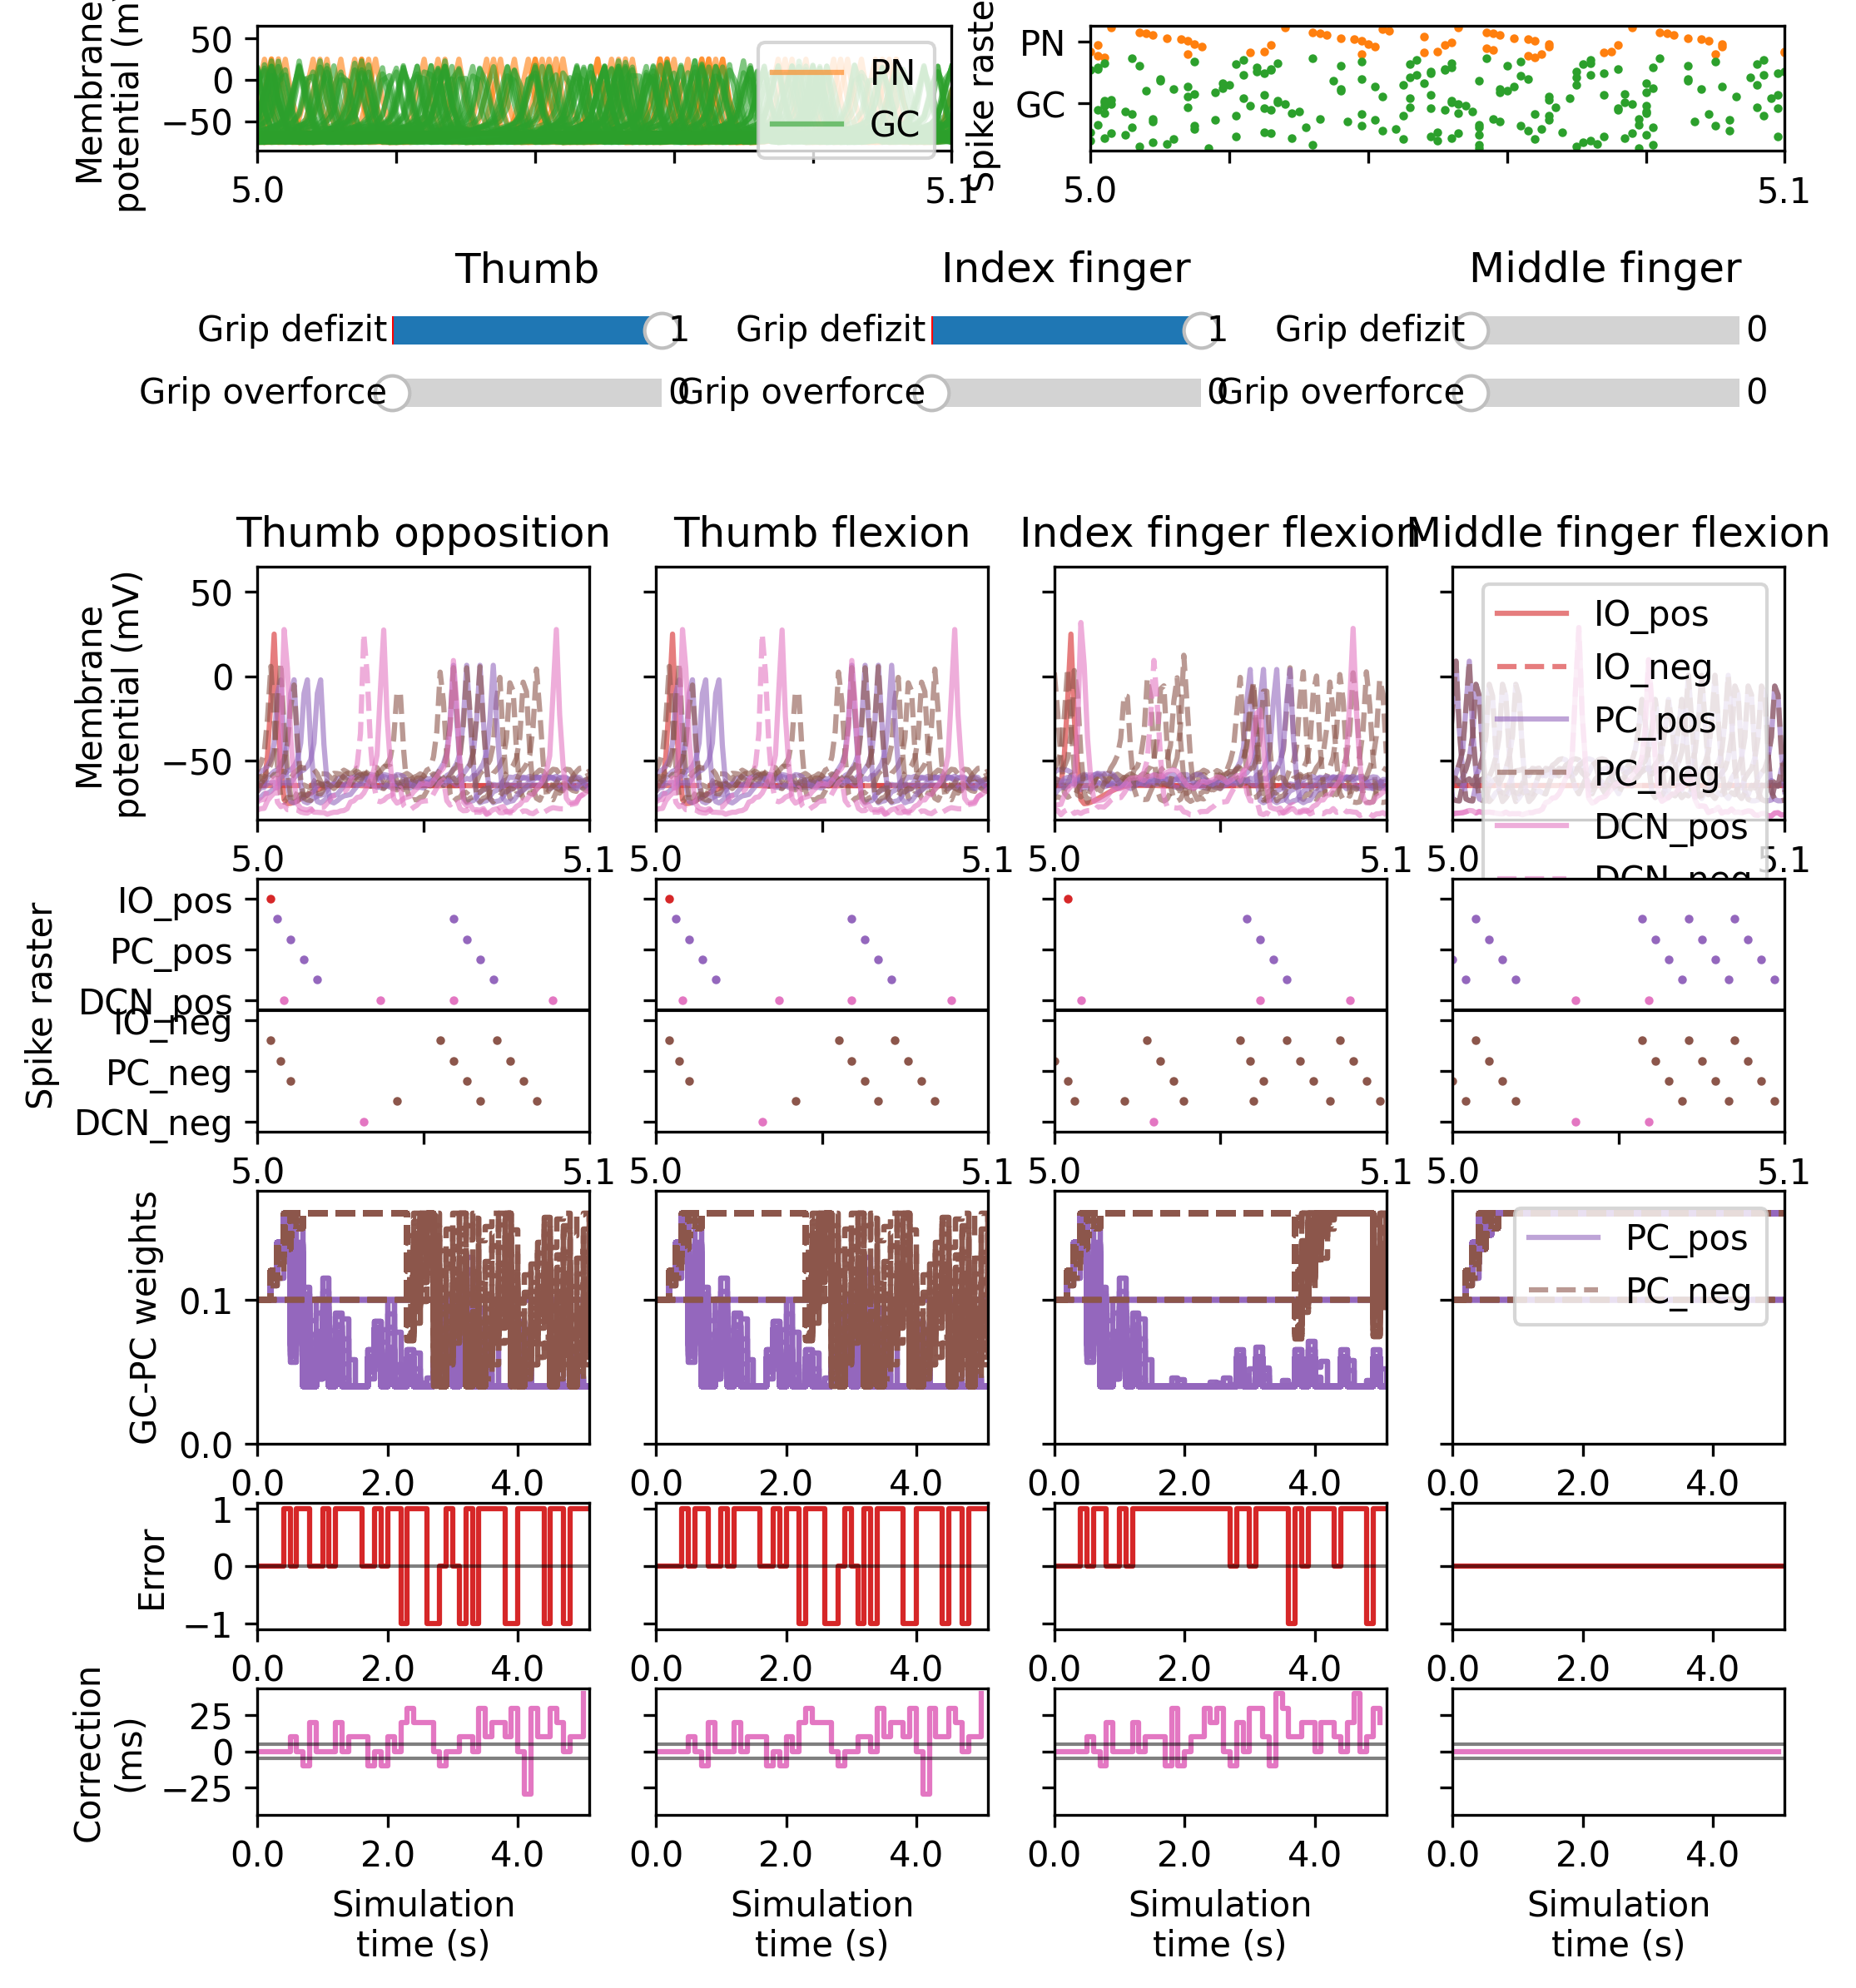 Membrane
potential (m
50
0
−50
PN
GC
5.0
5.1
Spike raste
PN
GC
5.0
5.1
Thumb
Index finger
Middle finger
Grip defizit
1
Grip defizit
1
Grip defizit
0
Grip overforce
0
Grip overforce
0
Grip overforce
0
Thumb opposition
Thumb flexion
Index finger flexion
Middle finger flexion
Membrane
potential (mV)
50
0
−50
IO_pos
IO_neg
PC_pos
PC_neg
DCN_pos
DCN_neg
5.0
5.1
5.0
5.1
5.0
5.1
5.0
5.1
Spike raster
IO_pos
PC_pos
DCN_pos
IO_neg
PC_neg
DCN_neg
5.0
5.1
5.0
5.1
5.0
5.1
5.0
5.1
GC-PC weights
0.1
0.0
PC_pos
PC_neg
0.0
2.0
4.0
0.0
2.0
4.0
0.0
2.0
4.0
0.0
2.0
4.0
Error
1
0
−1
0.0
2.0
4.0
0.0
2.0
4.0
0.0
2.0
4.0
0.0
2.0
4.0
Correction
(ms)
25
0
−25
0.0
2.0
4.0
0.0
2.0
4.0
0.0
2.0
4.0
0.0
2.0
4.0
Simulation
time (s)
Simulation
time (s)
Simulation
time (s)
Simulation
time (s)